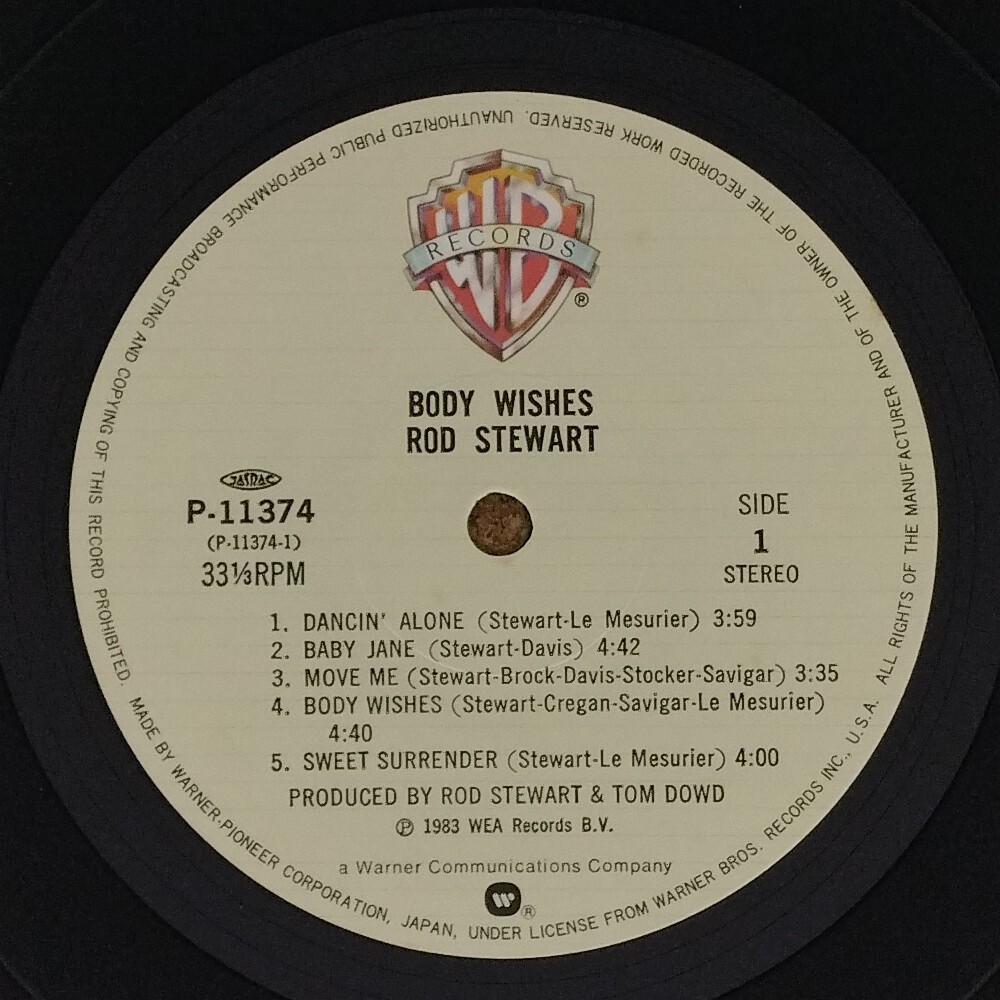 WB
RECORDS
®
BODY WISHES
ROD STEWART
JASRAC
P-11374
(P-11374-1)
33⅓RPM
SIDE
1
STEREO
1. DANCIN' ALONE (Stewart-Le Mesurier) 3:59
2. BABY JANE (Stewart-Davis) 4:42
3. MOVE ME (Stewart-Brock-Davis-Stocker-Savigar) 3:35
4. BODY WISHES (Stewart-Cregan-Savigar-Le Mesurier)
4:40
5. SWEET SURRENDER (Stewart-Le Mesurier) 4:00
PRODUCED BY ROD STEWART & TOM DOWD
℗ 1983 WEA Records B.V.
a Warner Communications Company
W®
MADE BY WARNER-PIONEER CORPORATION, JAPAN, UNDER LICENSE FROM WARNER BROS. RECORDS INC., U.S.A. ALL RIGHTS OF THE MANUFACTURER AND OF THE OWNER OF THE RECORDED WORK RESERVED. UNAUTHORIZED PUBLIC PERFORMANCE BROADCASTING AND COPYING OF THIS RECORD PROHIBITED.